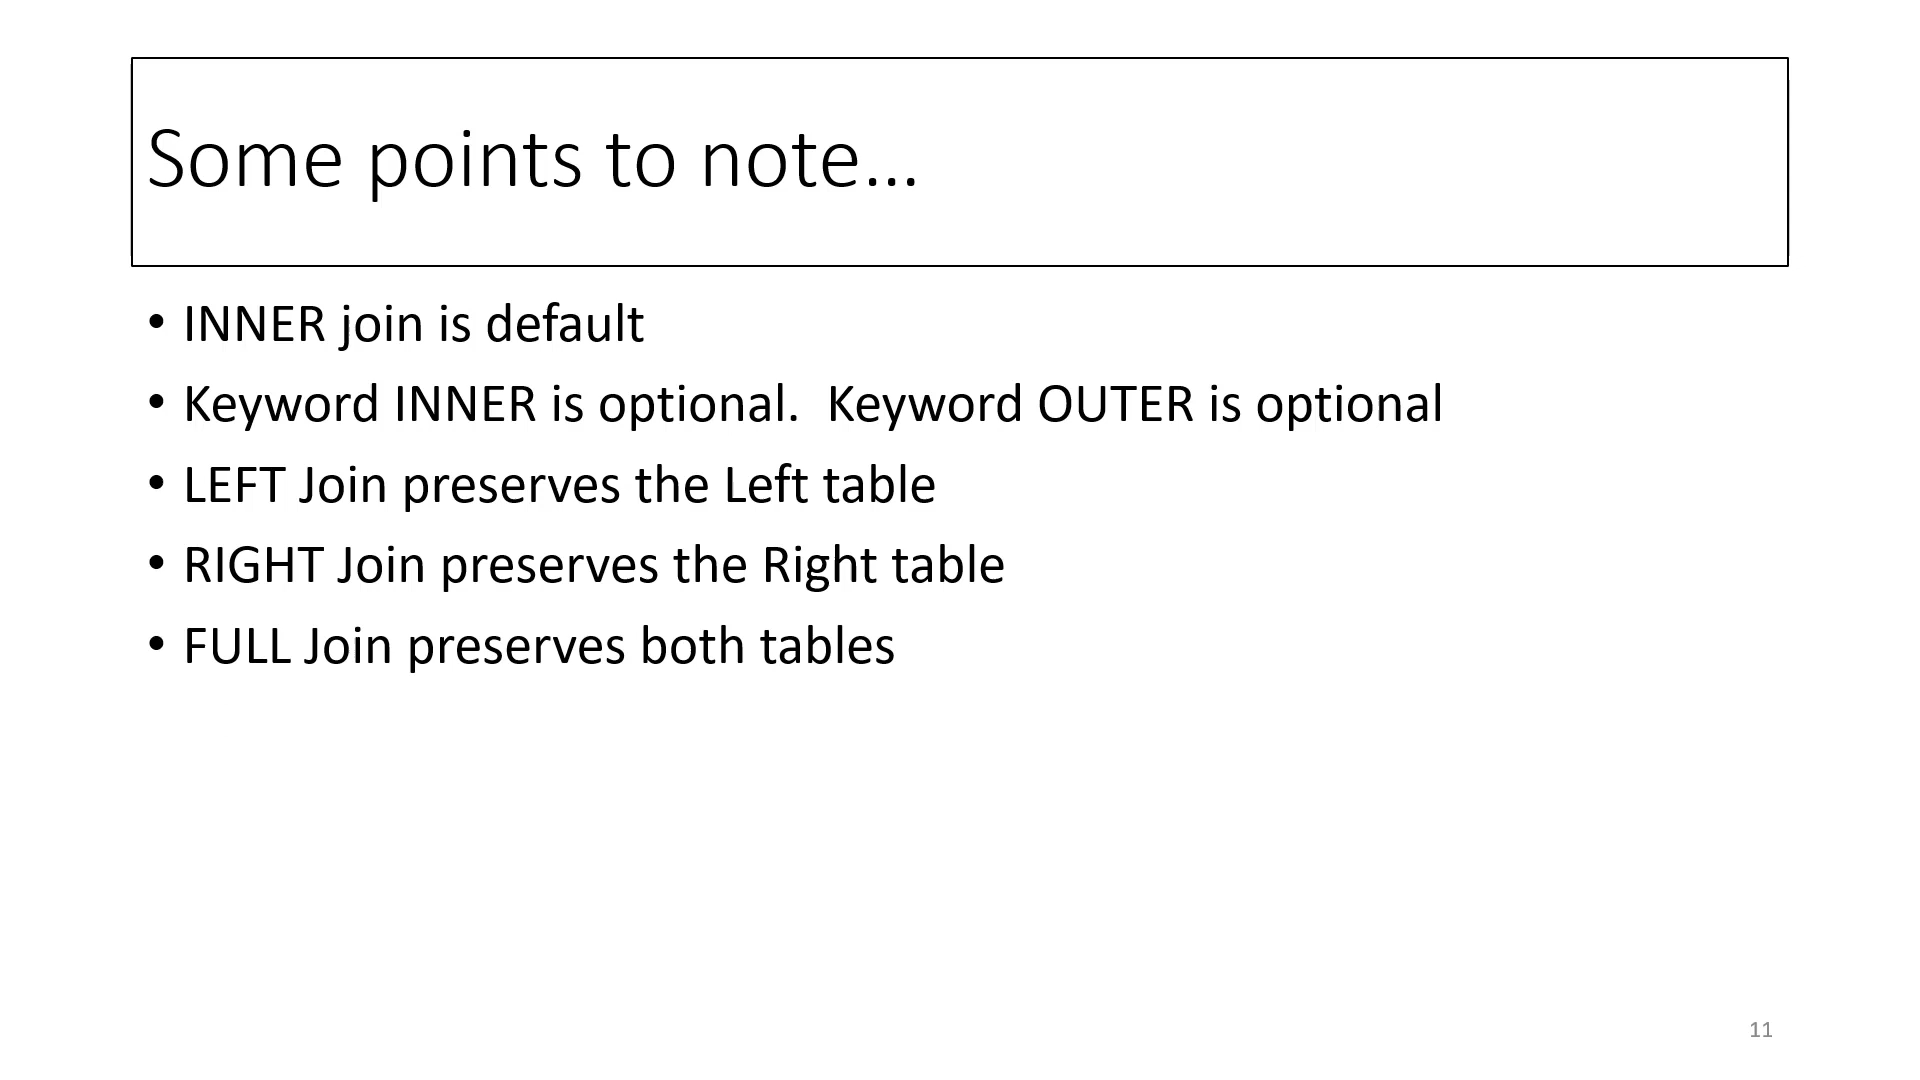 Some points to note…
• INNER join is default
• Keyword INNER is optional.  Keyword OUTER is optional
• LEFT Join preserves the Left table
• RIGHT Join preserves the Right table
• FULL Join preserves both tables
11